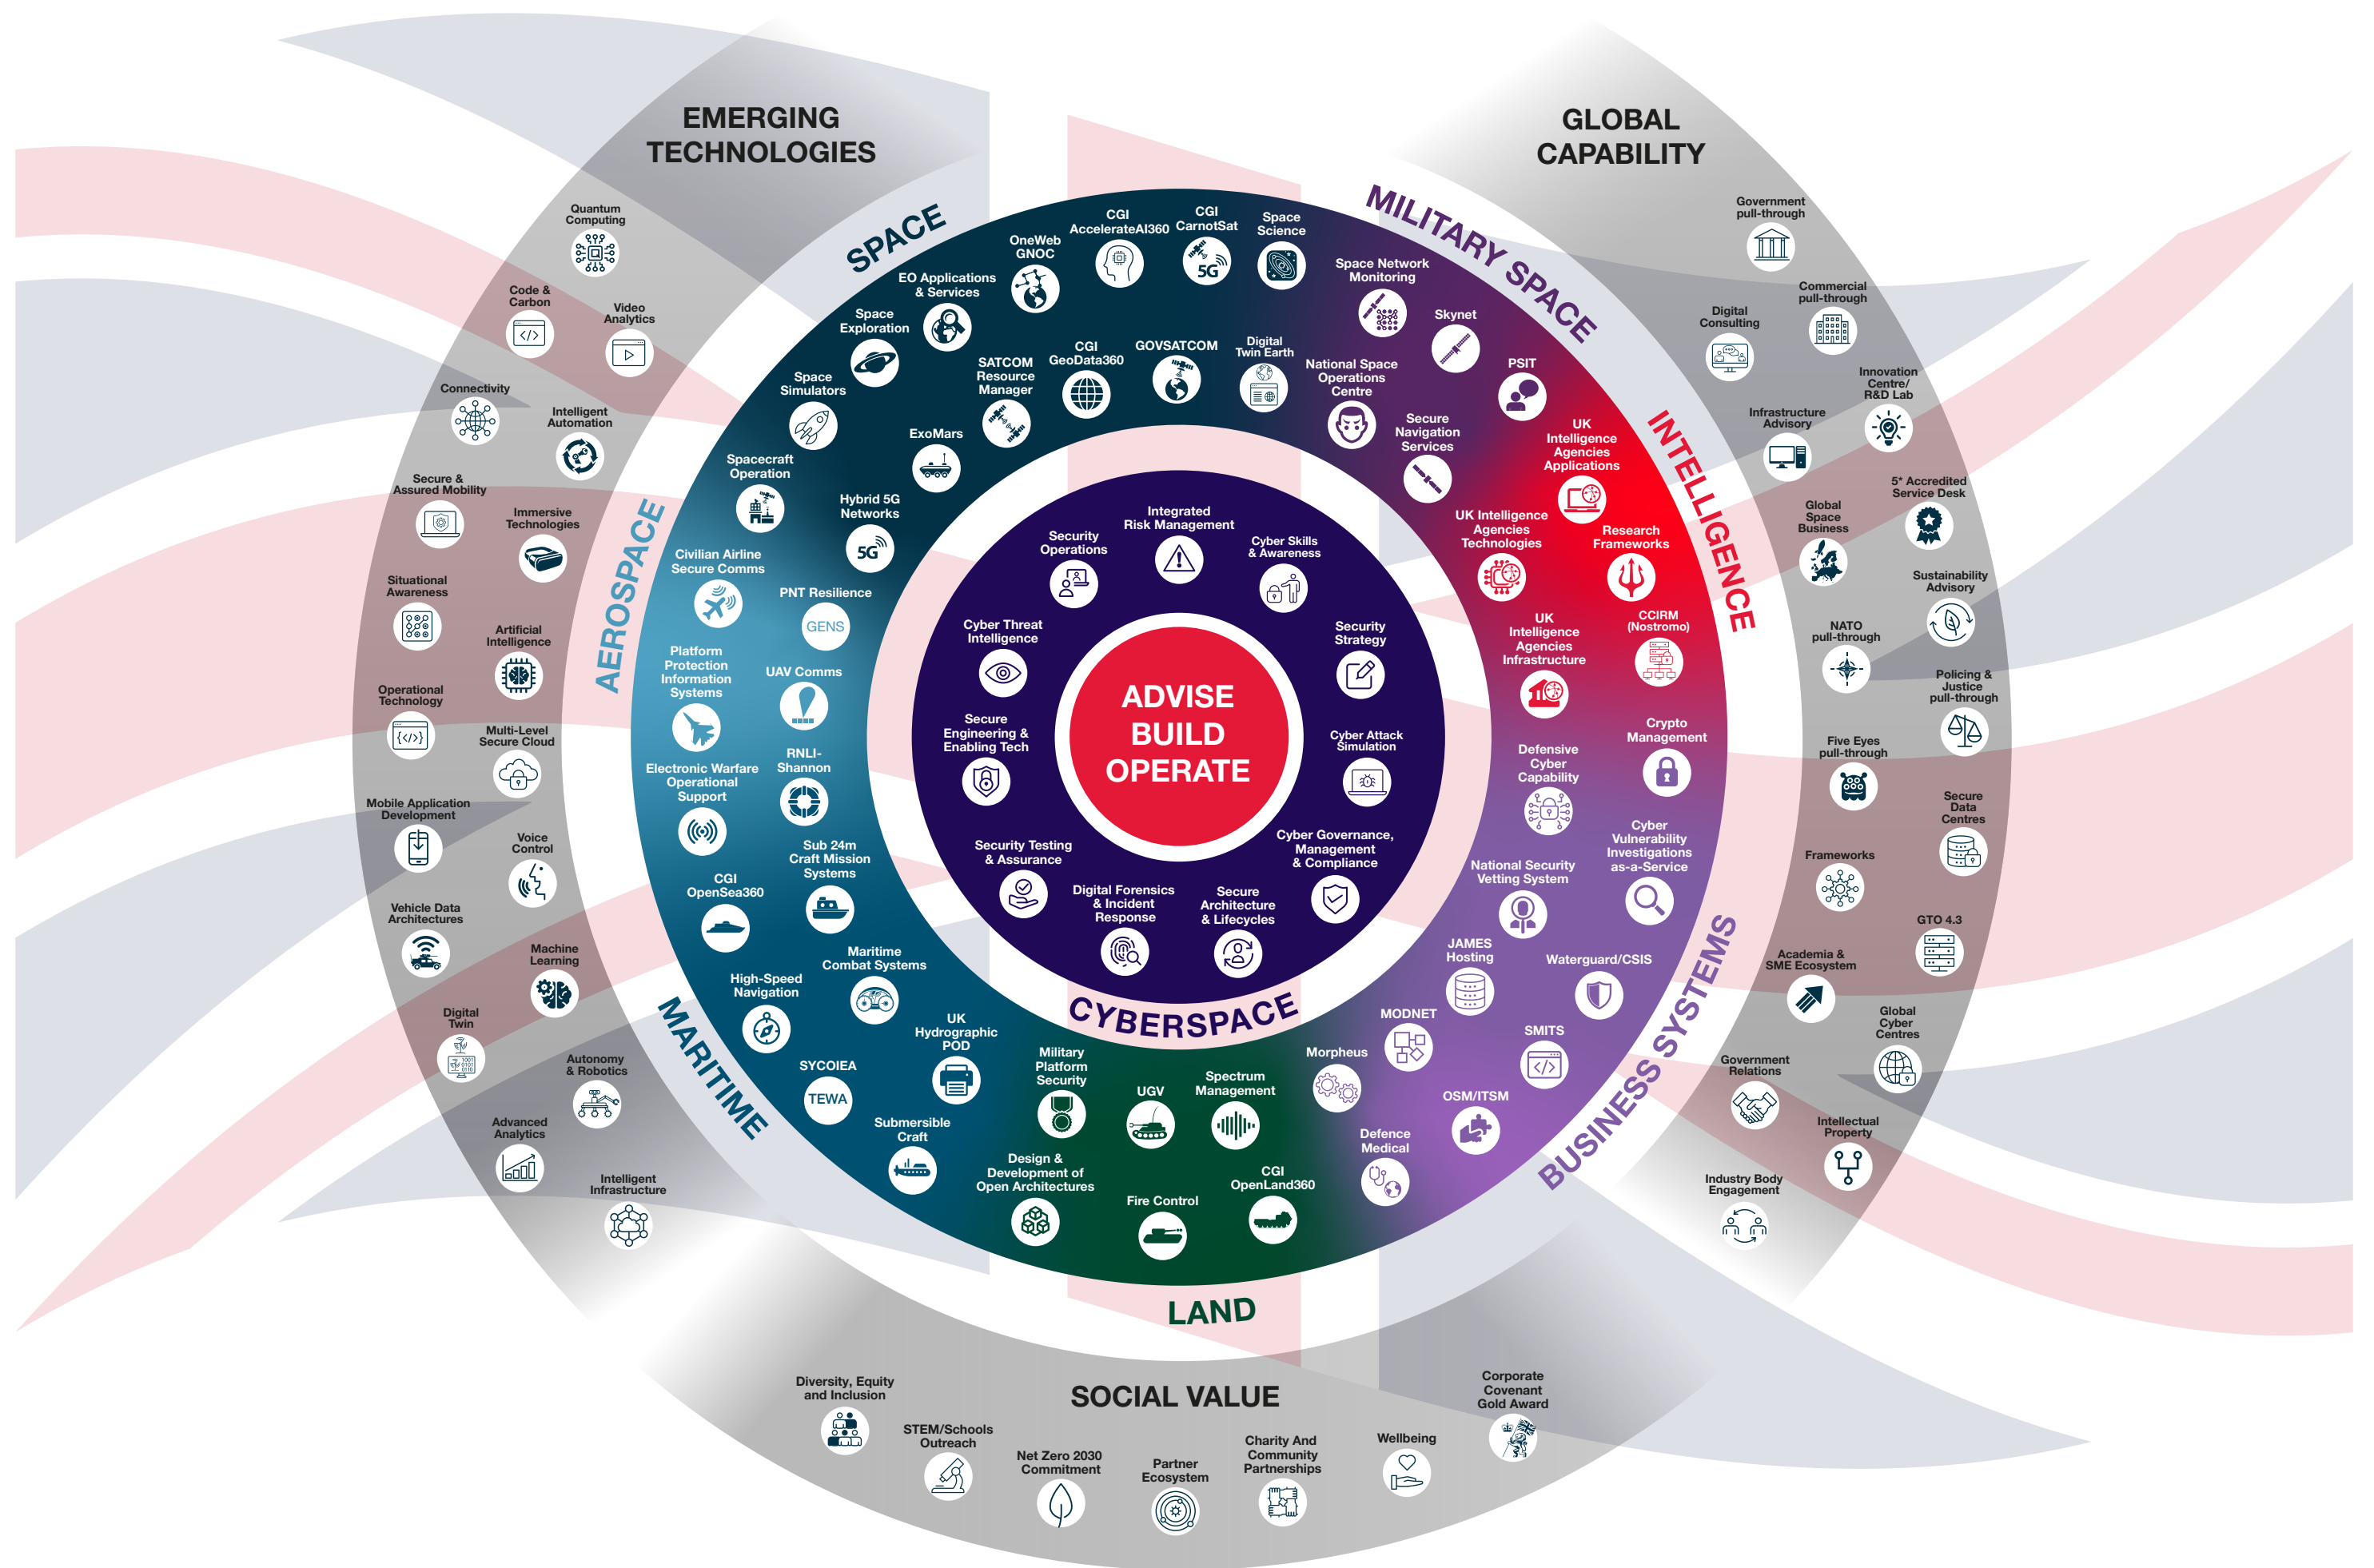 EMERGING
TECHNOLOGIES
Quantum
Computing
Code &
Carbon
Video
Analytics
Connectivity
Intelligent
Automation
Secure &
Assured Mobility
Immersive
Technologies
Situational
Awareness
Artificial
Intelligence
Operational
Technology
Multi-Level
Secure Cloud
Mobile Application
Development
Voice
Control
Vehicle Data
Architectures
Machine
Learning
Digital
Twin
Autonomy
& Robotics
Advanced
Analytics
Intelligent
Infrastructure
GLOBAL
CAPABILITY
Government
pull-through
Commercial
pull-through
Digital
Consulting
Innovation
Centre/
R&D Lab
Infrastructure
Advisory
5* Accredited
Service Desk
Global
Space
Business
Sustainability
Advisory
NATO
pull-through
Policing &
Justice
pull-through
Five Eyes
pull-through
Secure
Data
Centres
Frameworks
GTO 4.3
Academia &
SME Ecosystem
Global
Cyber
Centres
Government
Relations
Intellectual
Property
Industry Body
Engagement
SPACE
CGI
AccelerateAI360
CGI
CarnotSat
5G
Space
Science
OneWeb
GNOC
EO Applications
& Services
Space
Exploration
Space
Simulators
Spacecraft
Operation
SATCOM
Resource
Manager
CGI
GeoData360
GOVSATCOM
Digital
Twin Earth
ExoMars
Hybrid 5G
Networks
5G
MILITARY SPACE
Space Network
Monitoring
Skynet
National Space
Operations
Centre
PSIT
Secure
Navigation
Services
INTELLIGENCE
UK
Intelligence
Agencies
Applications
UK Intelligence
Agencies
Technologies
Research
Frameworks
UK
Intelligence
Agencies
Infrastructure
CCIRM
(Nostromo)
BUSINESS SYSTEMS
Crypto
Management
Defensive
Cyber
Capability
Cyber
Vulnerability
Investigations
as-a-Service
National Security
Vetting System
JAMES
Hosting
Waterguard/CSIS
MODNET
SMITS
Morpheus
OSM/ITSM
Defence
Medical
LAND
Military
Platform
Security
UGV
Spectrum
Management
Design &
Development of
Open Architectures
Fire Control
CGI
OpenLand360
MARITIME
RNLI-
Shannon
Sub 24m
Craft Mission
Systems
CGI
OpenSea360
Maritime
Combat Systems
High-Speed
Navigation
UK
Hydrographic
POD
SYCOIEA
TEWA
Submersible
Craft
AEROSPACE
Civilian Airline
Secure Comms
PNT Resilience
GENS
Platform
Protection
Information
Systems
UAV Comms
Electronic Warfare
Operational
Support
CYBERSPACE
Integrated
Risk Management
Security
Operations
Cyber Skills
& Awareness
Cyber Threat
Intelligence
Security
Strategy
Secure
Engineering &
Enabling Tech
Cyber Attack
Simulation
Security Testing
& Assurance
Cyber Governance,
Management
& Compliance
Digital Forensics
& Incident
Response
Secure
Architecture
& Lifecycles
ADVISE
BUILD
OPERATE
SOCIAL VALUE
Diversity, Equity
and Inclusion
STEM/Schools
Outreach
Net Zero 2030
Commitment
Partner
Ecosystem
Charity And
Community
Partnerships
Wellbeing
Corporate
Covenant
Gold Award